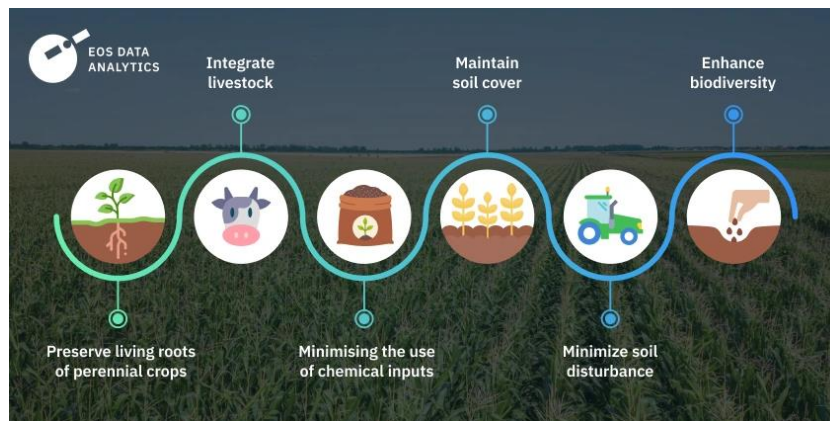 EOS DATA
ANALYTICS
Integrate
livestock
Maintain
soil cover
Enhance
biodiversity
Preserve living roots
of perennial crops
Minimising the use
of chemical inputs
Minimize soil
disturbance